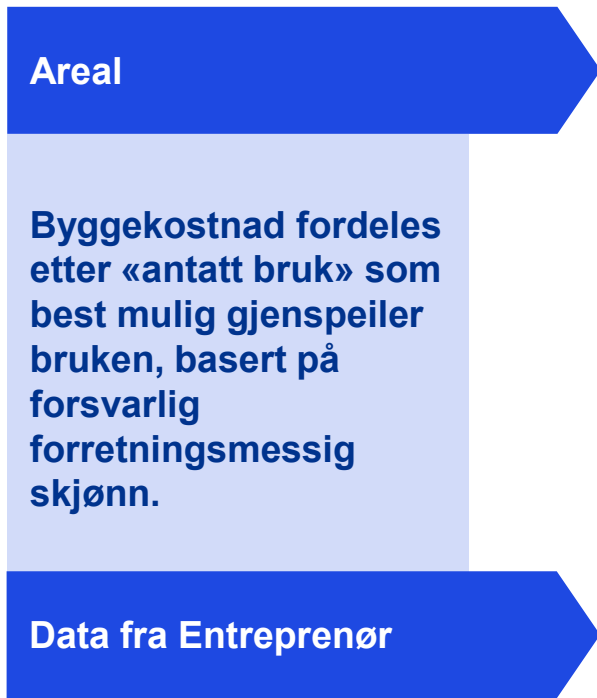 Areal
Byggekostnad fordeles
etter «antatt bruk» som
best mulig gjenspeiler
bruken, basert på
forsvarlig
forretningsmessig
skjønn.
Data fra Entreprenør